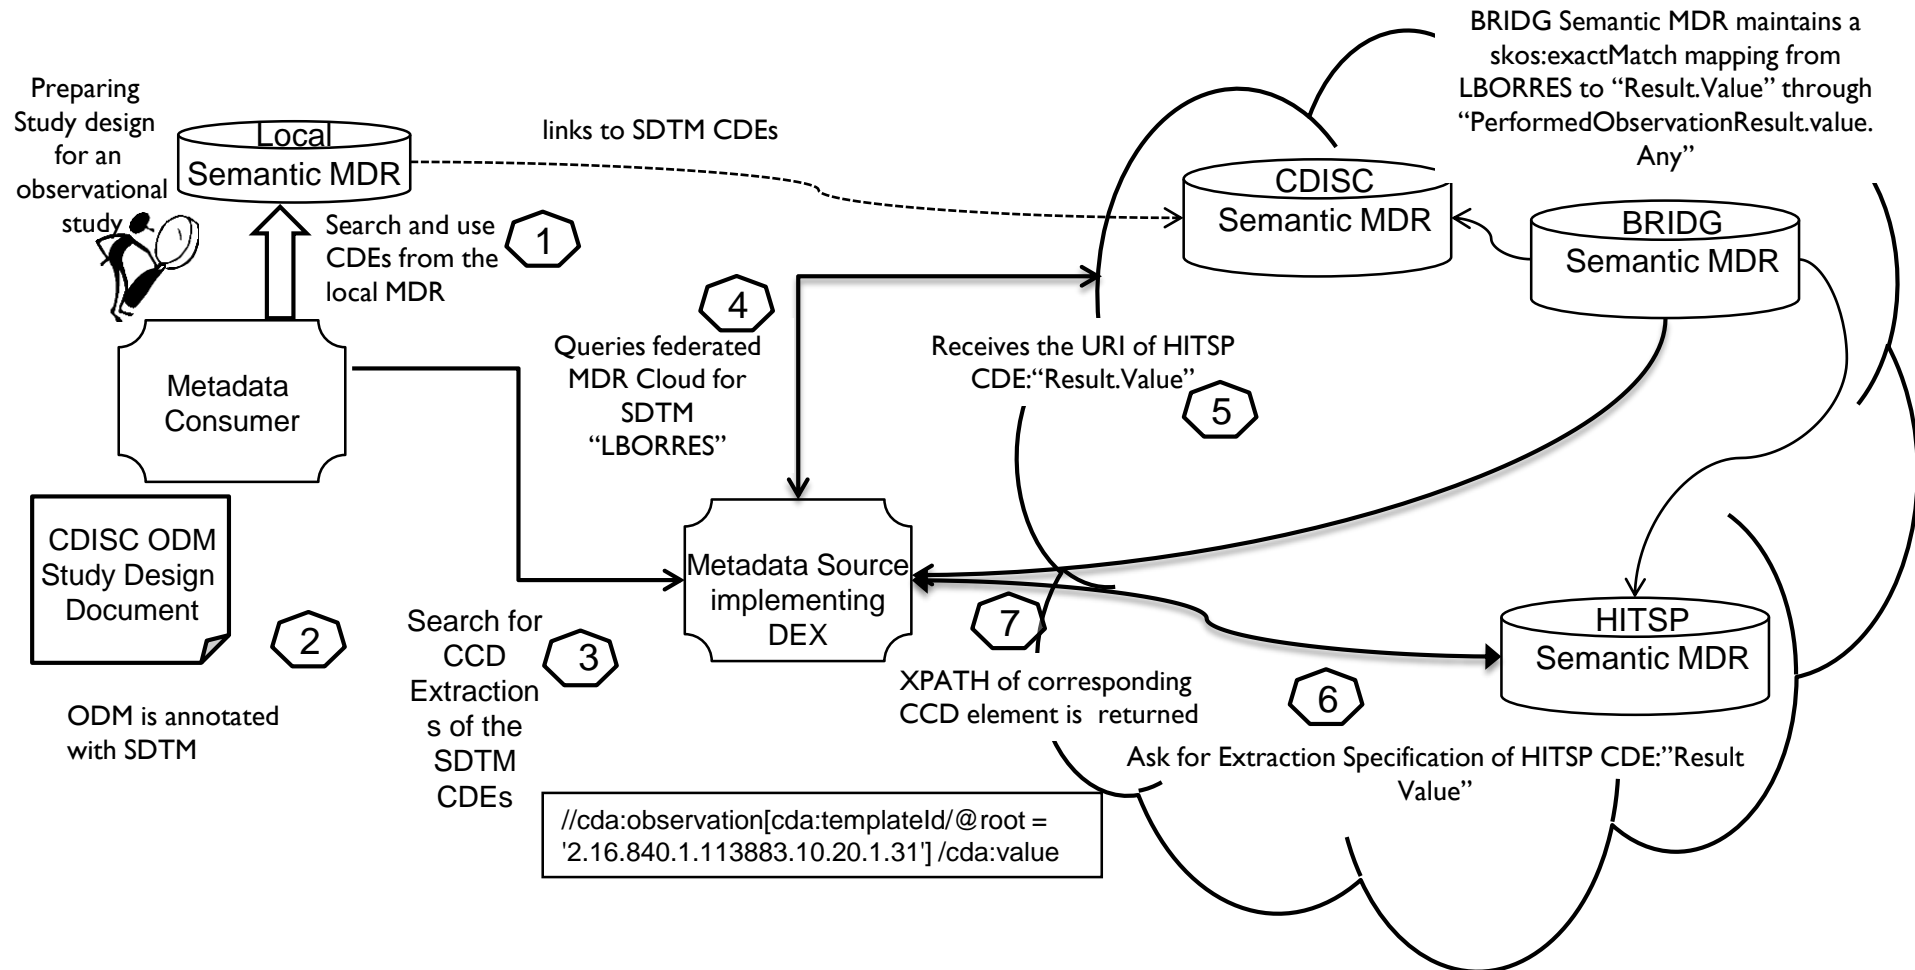 BRIDG Semantic MDR maintains a
skos:exactMatch mapping from
LBORRES to “Result.Value” through
“PerformedObservationResult.value.
Any”
Preparing
Study design
for an
observational
study
Local
Semantic MDR
links to SDTM CDEs
CDISC
Semantic MDR
BRIDG
Semantic MDR
Search and use
CDEs from the
local MDR
1
4
Queries federated
MDR Cloud for
SDTM
“LBORRES”
Receives the URI of HITSP
CDE:“Result.Value”
5
Metadata
Consumer
CDISC ODM
Study Design
Document
2
ODM is annotated
with SDTM
Search for
CCD
Extraction
s of the
SDTM
CDEs
3
Metadata Source
implementing
DEX
7
XPATH of corresponding
CCD element is returned
6
HITSP
Semantic MDR
Ask for Extraction Specification of HITSP CDE:”Result
Value”
//cda:observation[cda:templateId/@root =
'2.16.840.1.113883.10.20.1.31'] /cda:value